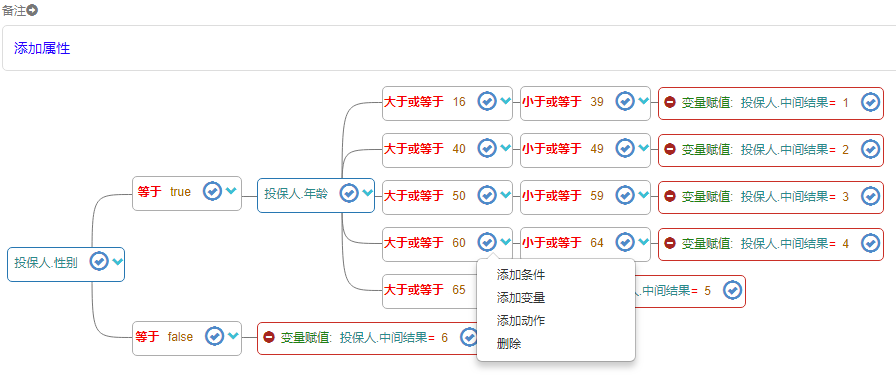 备注
添加属性
大于或等于 16 小于或等于 39 变量赋值: 投保人.中间结果= 1
大于或等于 40 小于或等于 49 变量赋值: 投保人.中间结果= 2
等于 true 投保人.年龄 大于或等于 50 小于或等于 59 变量赋值: 投保人.中间结果= 3
大于或等于 60 小于或等于 64 变量赋值: 投保人.中间结果= 4
投保人.性别
添加条件
大于或等于 65 人.中间结果= 5
添加变量
添加动作
等于 false 变量赋值: 投保人.中间结果= 6
删除